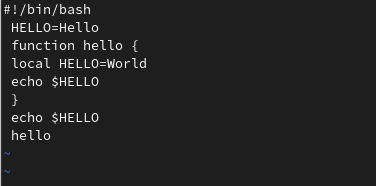 #!/bin/bash
HELLO=Hello
function hello {
local HELLO=World
echo $HELLO
}
echo $HELLO
hello
~
~